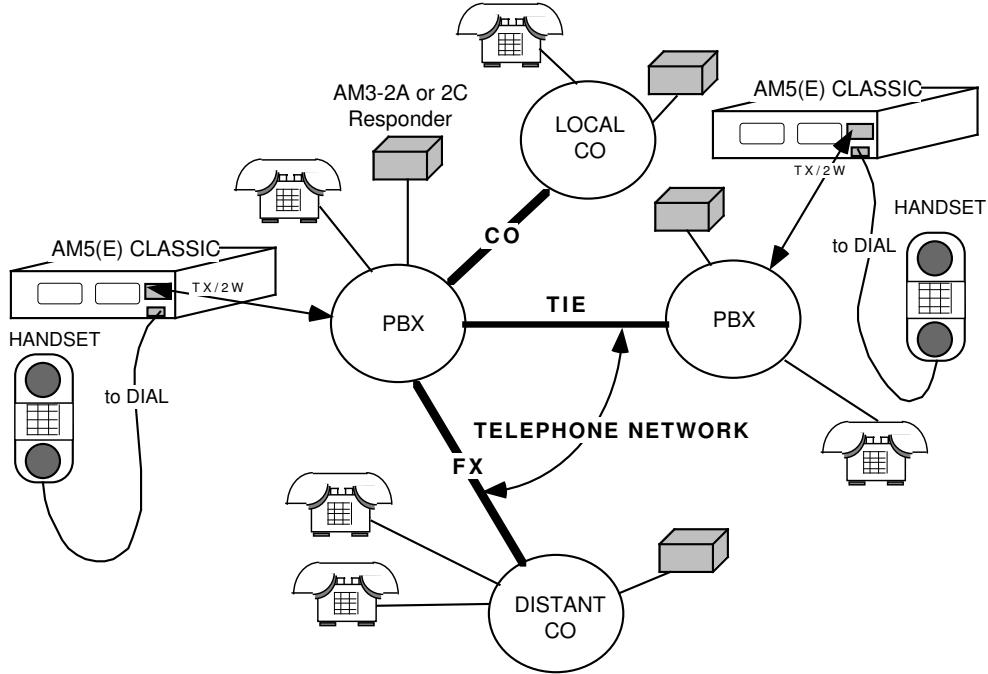 AM3-2A or 2C
Responder
LOCAL
CO
AM5(E) CLASSIC
TX/2W
HANDSET
to DIAL
CO
AM5(E) CLASSIC
TX/2W
TIE
PBX
PBX
HANDSET
to DIAL
TELEPHONE NETWORK
FX
DISTANT
CO